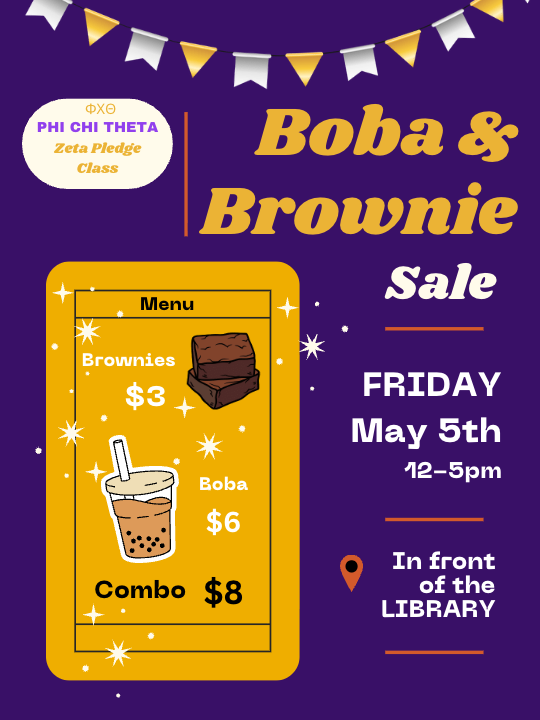 ΦΧΘ
PHI CHI THETA
Zeta Pledge
Class
Boba &
Brownie
Sale
Menu
Brownies
$3
Boba
$6
Combo $8
FRIDAY
May 5th
12–5pm
In front
of the
LIBRARY